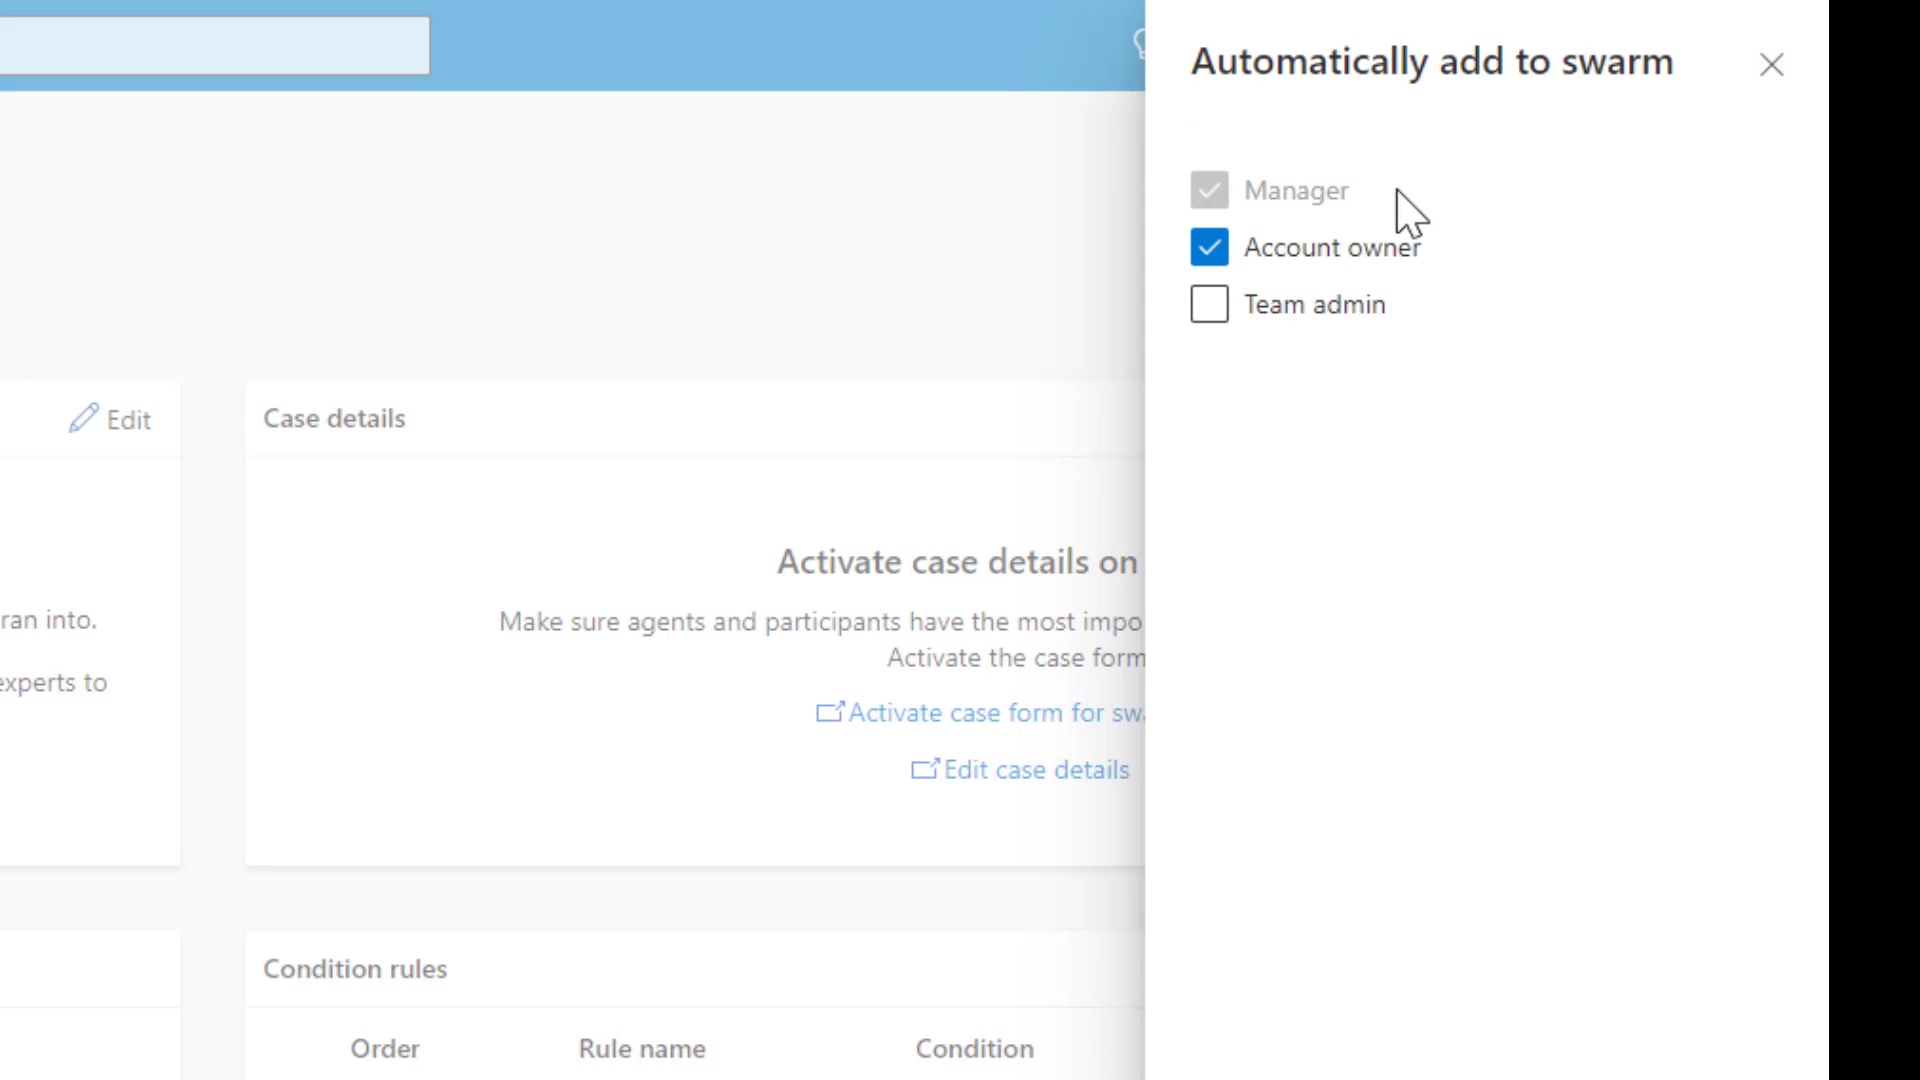 Automatically add to swarm
Manager
Account owner
Team admin
Edit
ran into.
experts to
Case details
Activate case details on
Make sure agents and participants have the most impo
Activate the case form
Activate case form for sw
Edit case details
Condition rules
Order Rule name Condition